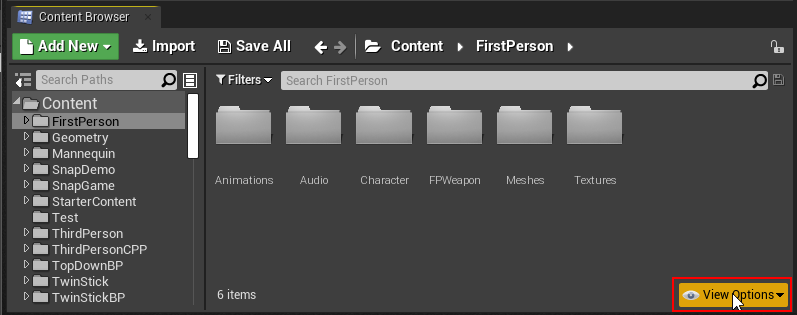 Content Browser
Add New Import Save All Content FirstPerson
Search Paths
Filters Search FirstPerson
Content
FirstPerson
Geometry
Mannequin
SnapDemo
SnapGame
StarterContent
Test
ThirdPerson
ThirdPersonCPP
TopDownBP
TwinStick
TwinStickBP
Animations Audio Character FPWeapon Meshes Textures
6 items View Options